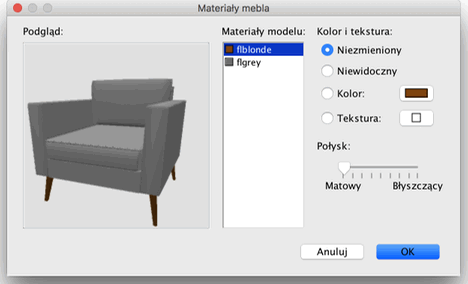 Materiały mebla
Podgląd:
Materiały modelu:
flblonde
flgrey
Kolor i tekstura:
Niezmieniony
Niewidoczny
Kolor:
Tekstura:
Połysk:
Matowy
Błyszczący
Anuluj
OK